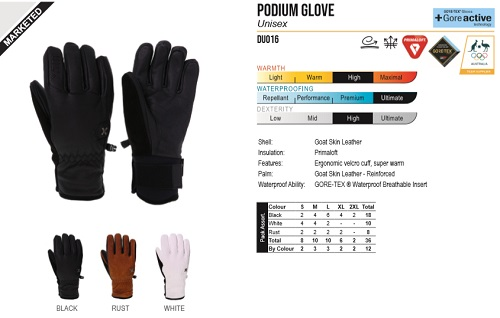 MARKETED
PODIUM GLOVE
Unisex
DUO16
GORE-TEX® Gloves
+Gore active
technology
PRIMALOFT
AUSTRALIA
WARMTH
Light Warm High Maximal
WATERPROOFING
Repellant Performance Premium Ultimate
DEXTERITY
Low Mid High Ultimate
Shell: Goat Skin Leather
Insulation: Primaloft
Features: Ergonomic velcro cuff, super warm
Palm: Goat Skin Leather - Reinforced
Waterproof Ability: GORE-TEX ® Waterproof Breathable Insert
Pack Assort.
Colour S M L XL 2XL Total
Black 2 4 6 4 2 18
White 4 4 2 - - 10
Rust 2 2 2 2 - 8
Total 8 10 10 6 2 36
By Colour 2 3 3 2 2 12
BLACK RUST WHITE